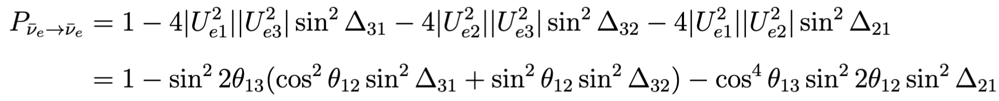 $P_{\bar{\nu}_e \to \bar{\nu}_e} = 1 - 4|U_{e1}^2||U_{e3}^2| \sin^2 \Delta_{31} - 4|U_{e2}^2||U_{e3}^2| \sin^2 \Delta_{32} - 4|U_{e1}^2||U_{e2}^2| \sin^2 \Delta_{21}$
$= 1 - \sin^2 2\theta_{13} (\cos^2 \theta_{12} \sin^2 \Delta_{31} + \sin^2 \theta_{12} \sin^2 \Delta_{32}) - \cos^4 \theta_{13} \sin^2 2\theta_{12} \sin^2 \Delta_{21}$